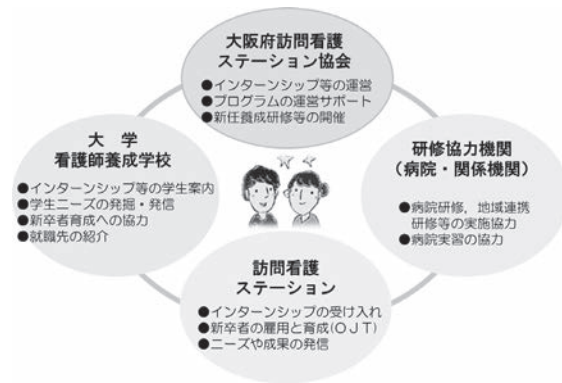 大阪府訪問看護
ステーション協会
●インターンシップ等の運営
●プログラムの運営サポート
●新任養成研修等の開催
大　学
看護師養成学校
●インターンシップ等の学生案内
●学生ニーズの発掘・発信
●新卒者育成への協力
●就職先の紹介
研修協力機関
（病院・関係機関）
●病院研修，地域連携
研修等の実施協力
●病院実習の協力
訪問看護
ステーション
●インターンシップの受け入れ
●新卒者の雇用と育成(ＯＪＴ)
●ニーズや成果の発信